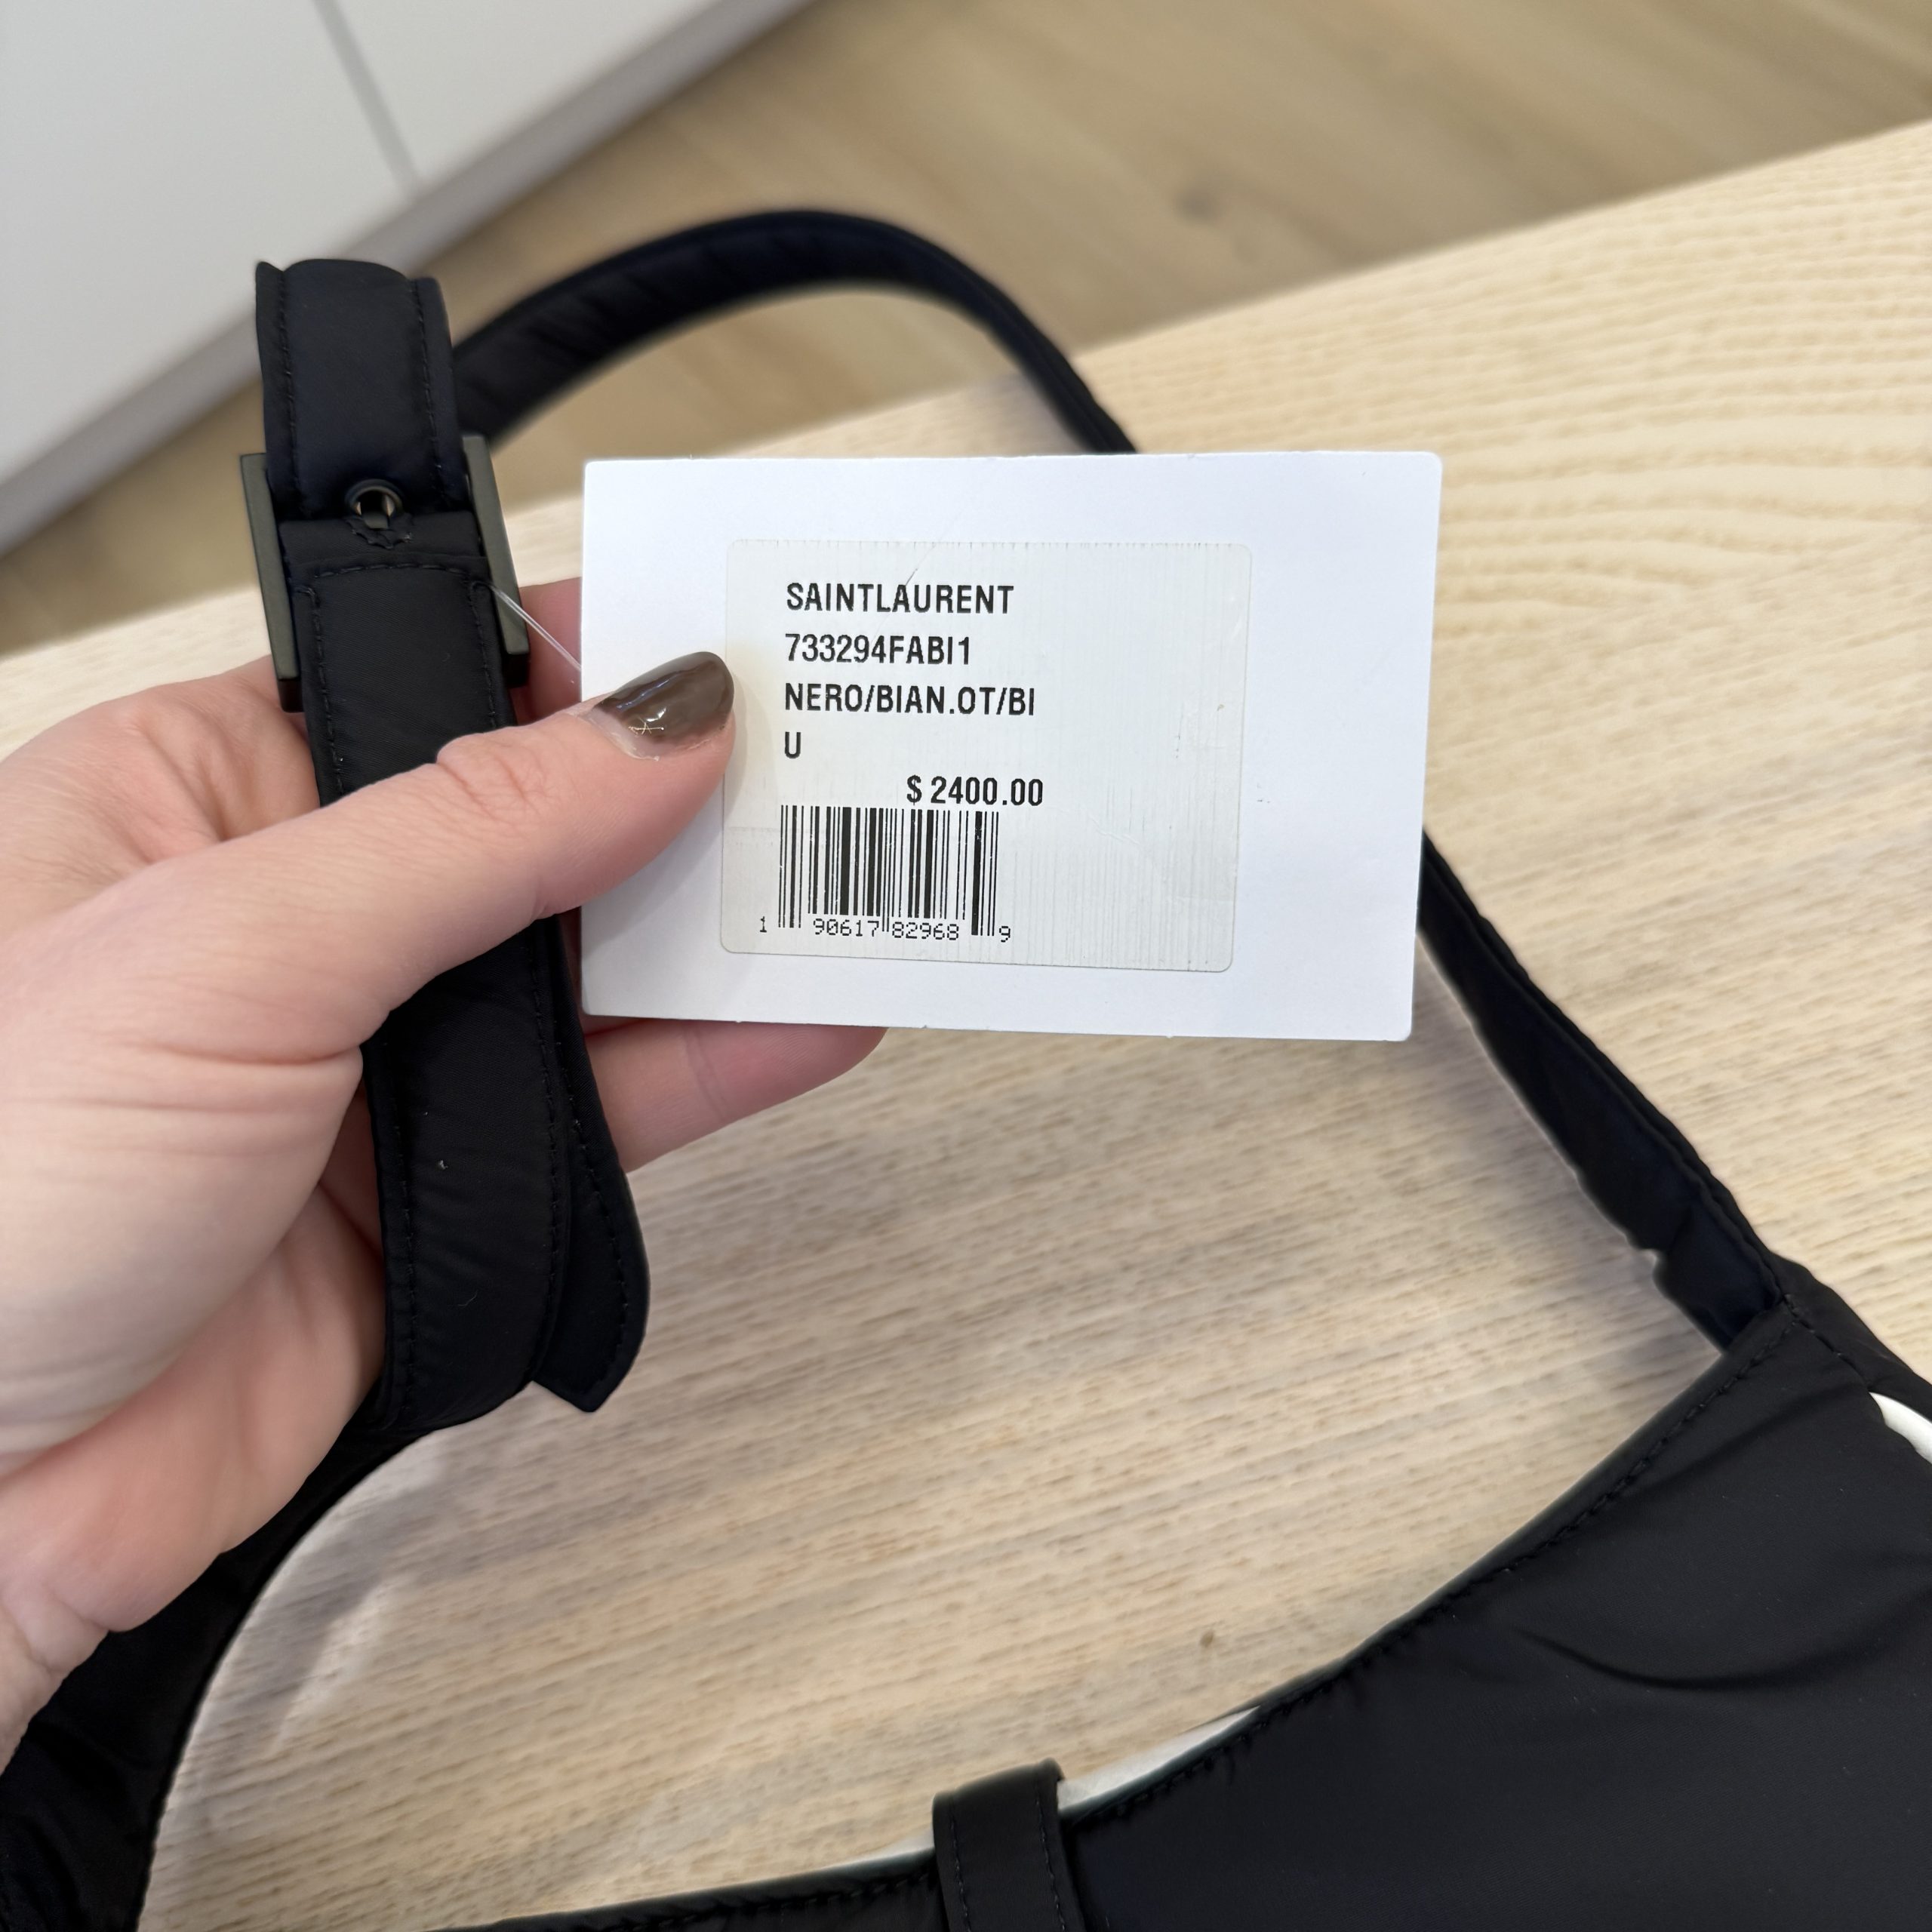 SAINTLAURENT
733294FABI1
NERO/BIAN.OT/BI
U
$ 2400.00
1 90617 82968 9